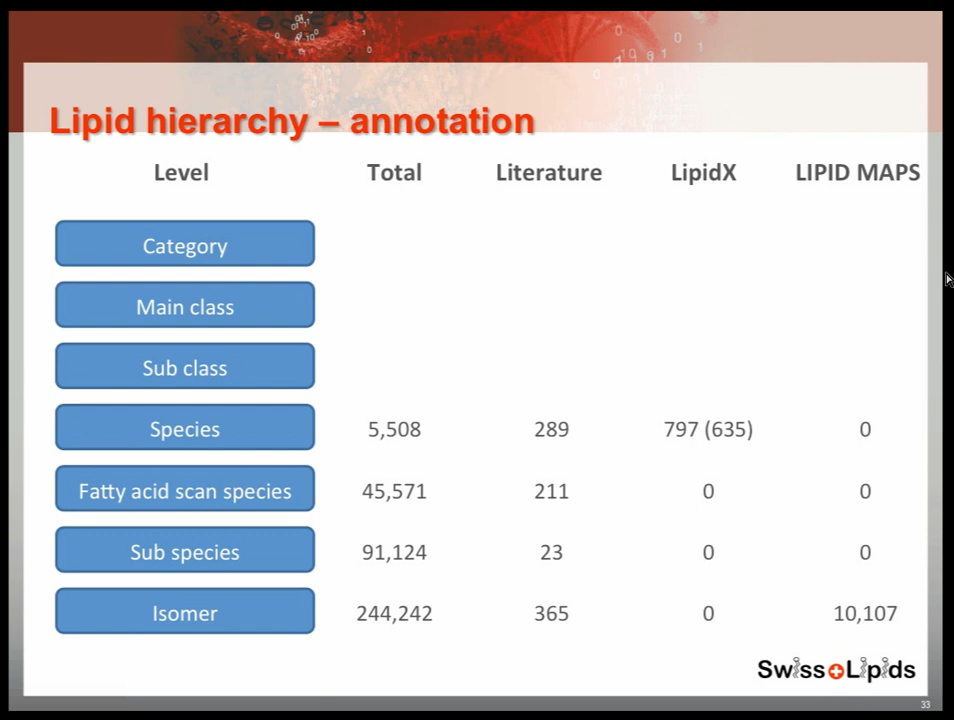 Lipid hierarchy – annotation
Level Total Literature LipidX LIPID MAPS
Category
Main class
Sub class
Species 5,508 289 797 (635) 0
Fatty acid scan species 45,571 211 0 0
Sub species 91,124 23 0 0
Isomer 244,242 365 0 10,107
SwissLipids
33